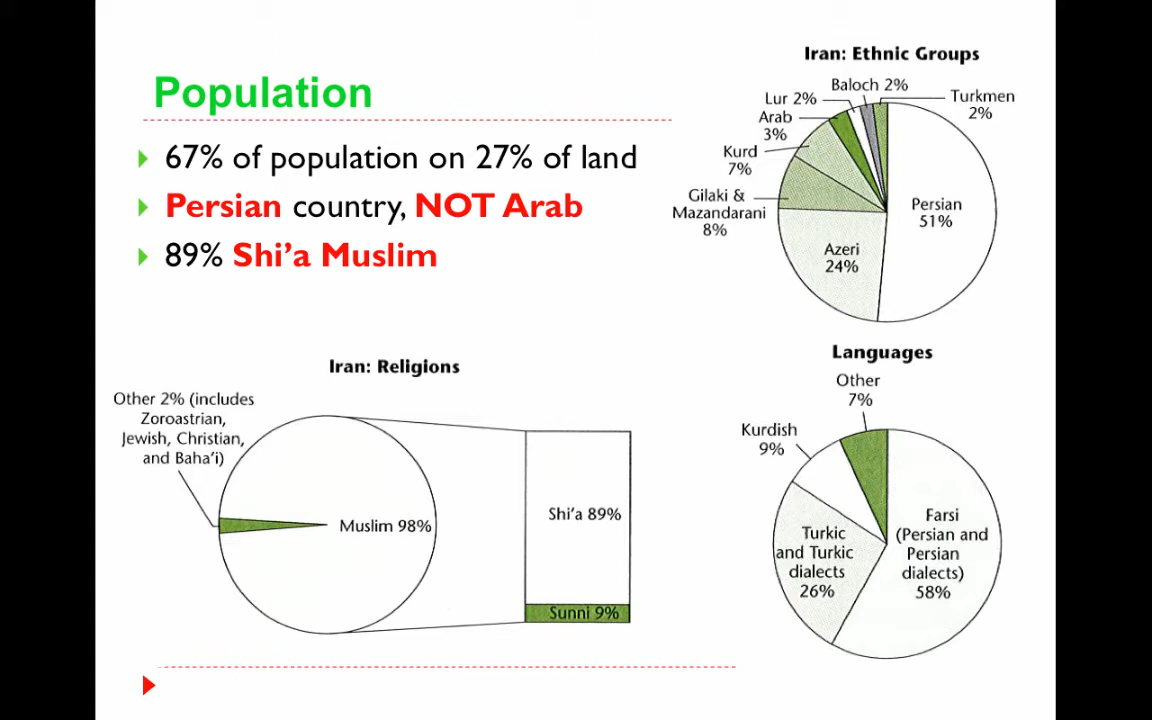 Population
67% of population on 27% of land
Persian country, NOT Arab
89% Shi’a Muslim
Iran: Ethnic Groups
Baloch 2%
Lur 2%
Turkmen
2%
Arab
3%
Kurd
7%
Gilaki &
Mazandarani
8%
Persian
51%
Azeri
24%
Iran: Religions
Other 2% (includes
Zoroastrian,
Jewish, Christian,
and Baha’i)
Muslim 98%
Shi’a 89%
Sunni 9%
Languages
Other
7%
Kurdish
9%
Farsi
(Persian and
Persian
dialects)
58%
Turkic
and Turkic
dialects
26%